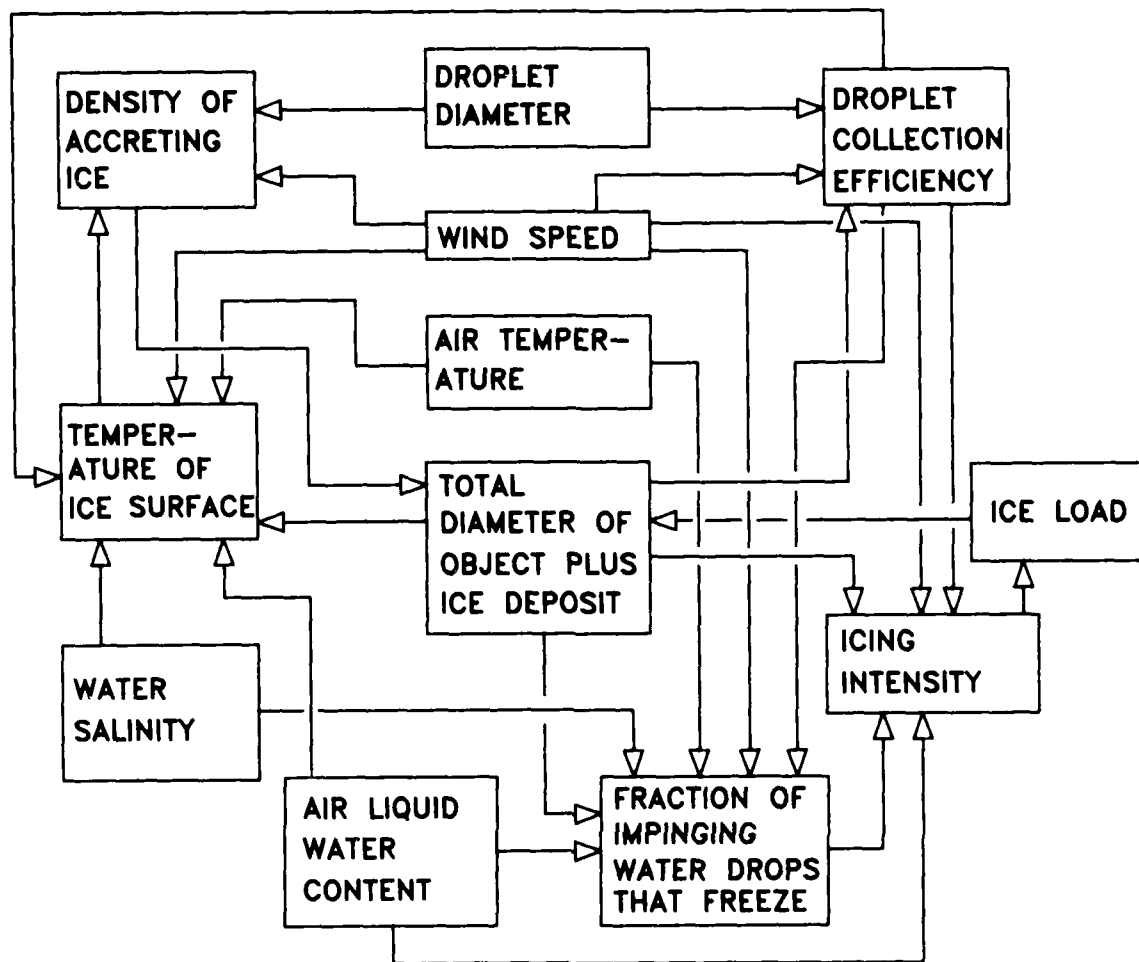 DENSITY OF
ACCRETING
ICE
DROPLET
DIAMETER
DROPLET
COLLECTION
EFFICIENCY
WIND SPEED
AIR TEMPER-
ATURE
TEMPER-
ATURE OF
ICE SURFACE
TOTAL
DIAMETER OF
OBJECT PLUS
ICE DEPOSIT
ICE LOAD
WATER
SALINITY
ICING
INTENSITY
AIR LIQUID
WATER
CONTENT
FRACTION OF
IMPINGING
WATER DROPS
THAT FREEZE